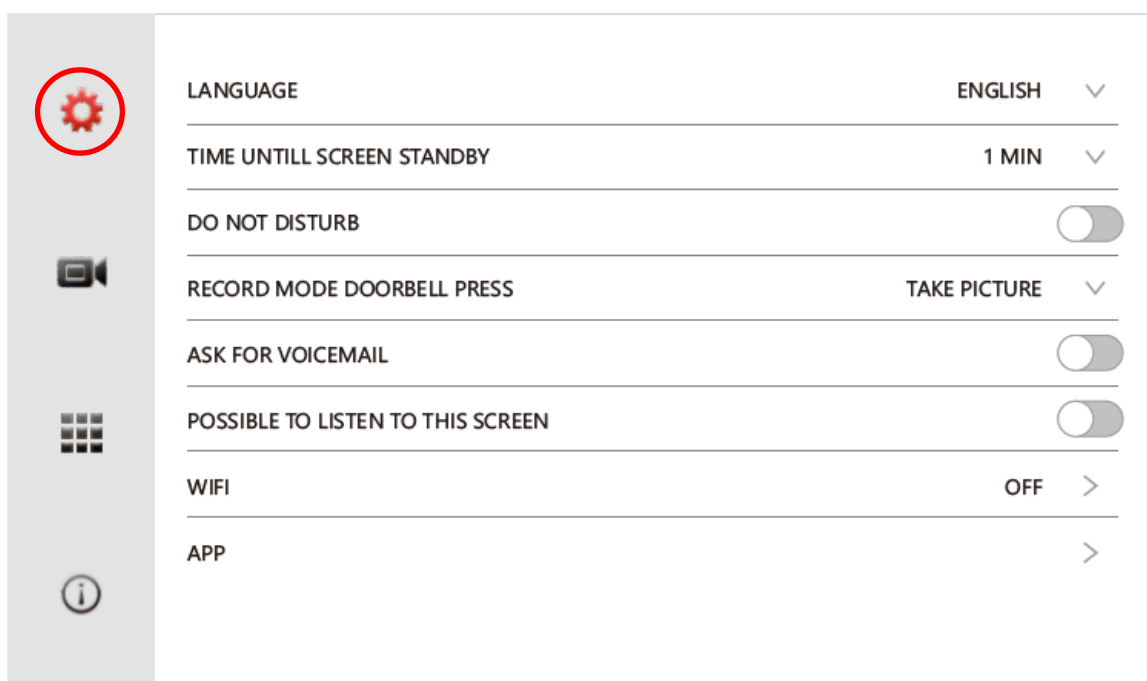 LANGUAGE ENGLISH
TIME UNTILL SCREEN STANDBY 1 MIN
DO NOT DISTURB
RECORD MODE DOORBELL PRESS TAKE PICTURE
ASK FOR VOICEMAIL
POSSIBLE TO LISTEN TO THIS SCREEN
WIFI OFF
APP